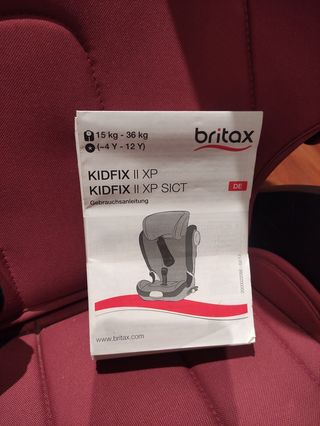 15 kg - 36 kg
(~4 Y - 12 Y)
britax
KIDFIX II XP
KIDFIX II XP SICT
Gebrauchsanleitung
DE
www.britax.com